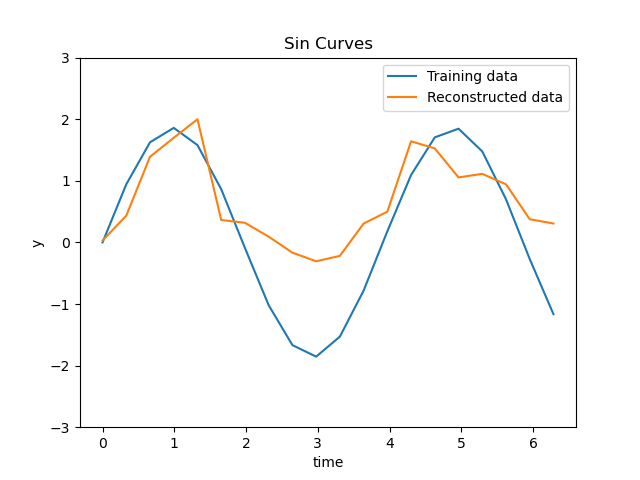 Sin Curves
Training data
Reconstructed data
3
2
1
0
−1
−2
−3
y
0 1 2 3 4 5 6
time